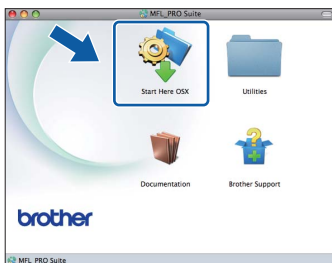 MFL_PRO Suite
Start Here OSX
Utilities
Documentation
Brother Support
brother
MFL_PRO Suite